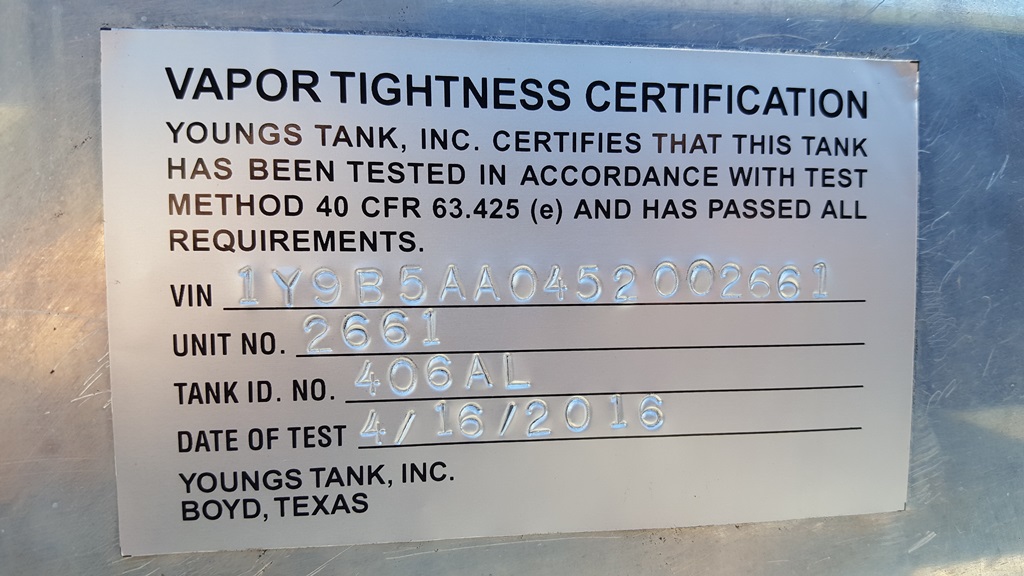 VAPOR TIGHTNESS CERTIFICATION
YOUNGS TANK, INC. CERTIFIES THAT THIS TANK
HAS BEEN TESTED IN ACCORDANCE WITH TEST
METHOD 40 CFR 63.425 (e) AND HAS PASSED ALL
REQUIREMENTS.
VIN 1Y9B5AA0452002661
UNIT NO. 2661
TANK ID. NO. 406AL
DATE OF TEST 4/16/2016
YOUNGS TANK, INC.
BOYD, TEXAS